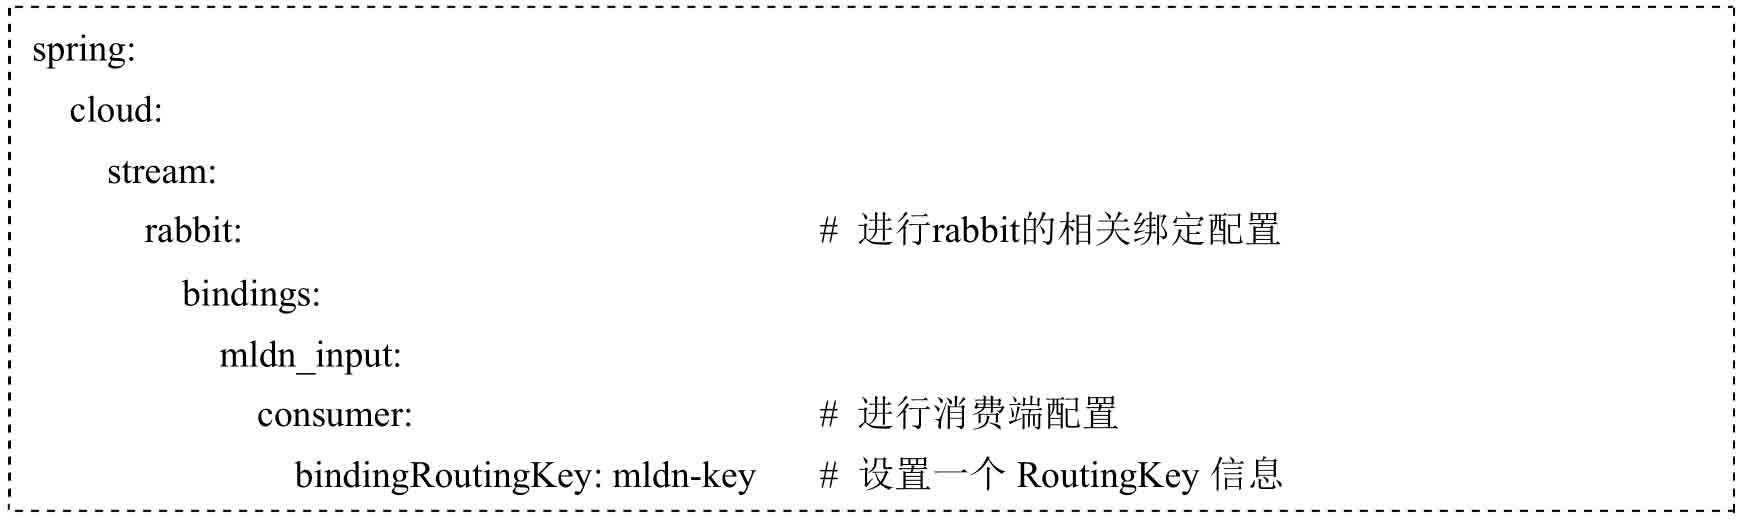 spring:
  cloud:
    stream:
      rabbit: # 进行rabbit的相关绑定配置
        bindings:
          mldn_input:
            consumer: # 进行消费端配置
              bindingRoutingKey: mldn-key # 设置一个 RoutingKey 信息